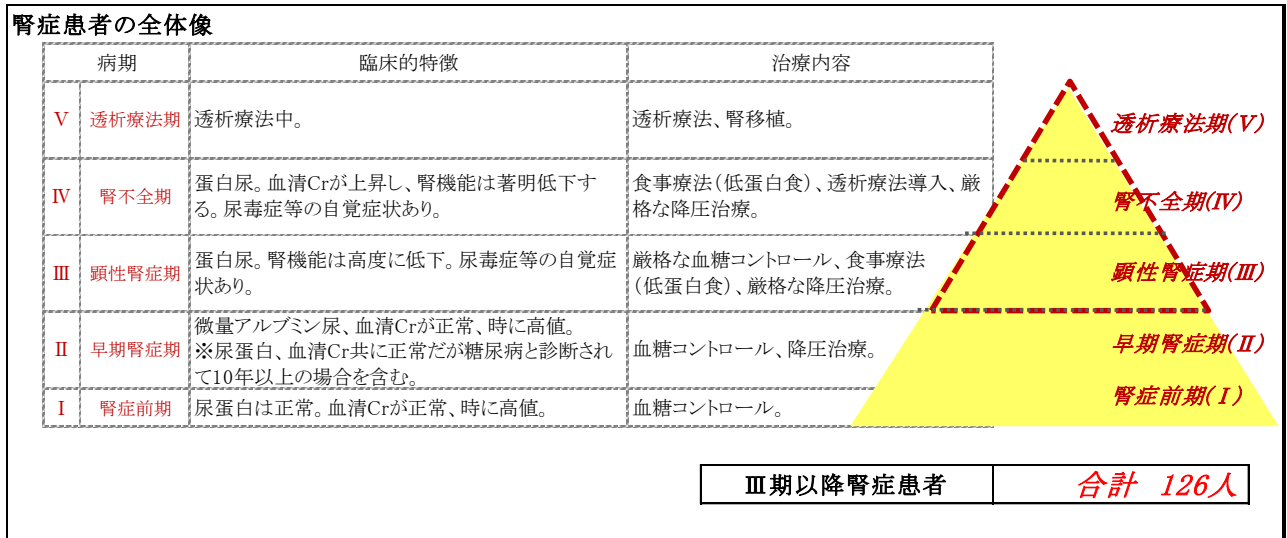 腎症患者の全体像
病期 臨床的特徴 治療内容
Ⅴ 透析療法期 透析療法中。 透析療法、腎移植。
Ⅳ 腎不全期 蛋白尿。血清Crが上昇し、腎機能は著明低下す
る。尿毒症等の自覚症状あり。
食事療法(低蛋白食)、透析療法導入、厳
格な降圧治療。
Ⅲ 顕性腎症期 蛋白尿。腎機能は高度に低下。尿毒症等の自覚症
状あり。
厳格な血糖コントロール、食事療法
(低蛋白食)、厳格な降圧治療。
Ⅱ 早期腎症期 微量アルブミン尿、血清Crが正常、時に高値。
※尿蛋白、血清Cr共に正常だが糖尿病と診断され
て10年以上の場合を含む。
血糖コントロール、降圧治療。
Ⅰ 腎症前期 尿蛋白は正常。血清Crが正常、時に高値。 血糖コントロール。
透析療法期(Ⅴ)
腎不全期(Ⅳ)
顕性腎症期(Ⅲ)
早期腎症期(Ⅱ)
腎症前期(Ⅰ)
Ⅲ期以降腎症患者 合計 126人